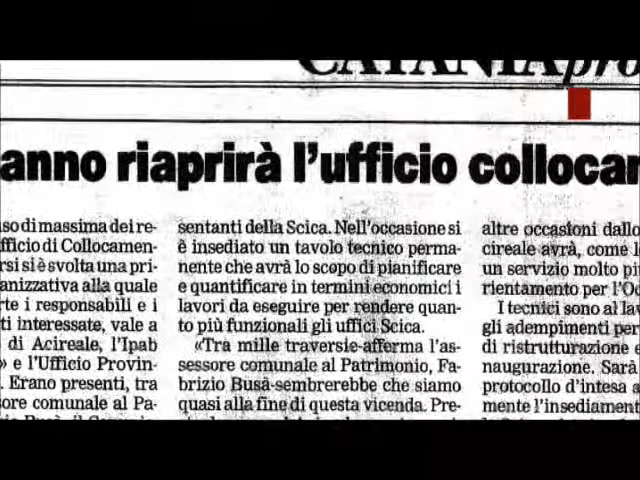 CATANIApro
anno riaprirà l'ufficio collocam
so di massima dei re-
fficio di Collocamen-
rsi si è svolta una pri-
anizzativa alla quale
rte i responsabili e i
ti interessate, vale a
di Acireale, l'Ipab
» e l'Ufficio Provin-
. Erano presenti, tra
sore comunale al Pa-
sentanti della Scica. Nell'occasione si
è insediato un tavolo tecnico perma-
nente che avrà lo scopo di pianificare
e quantificare in termini economici i
lavori da eseguire per rendere quan-
to più funzionali gli uffici Scica.
«Tra mille traversie-afferma l'as-
sessore comunale al Patrimonio, Fa-
brizio Busà-sembrerebbe che siamo
quasi alla fine di questa vicenda. Pre-
altre occasioni dallo
cireale avrà, come l
un servizio molto pi
rientamento per l'Oc
I tecnici sono al lav
gli adempimenti per
di ristrutturazione e
naugurazione. Sarà
protocollo d'intesa a
mente l'insediament